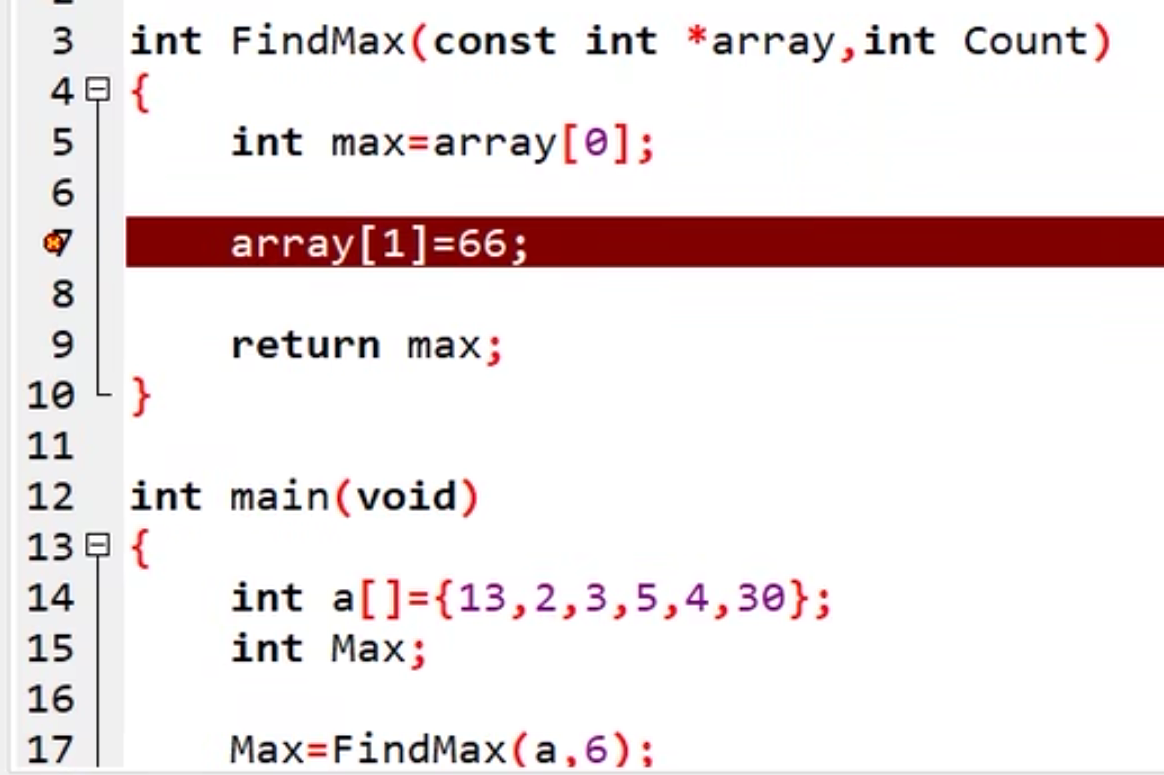 3 int FindMax(const int *array,int Count)
4 {
5 int max=array[0];
6
7 array[1]=66;
8
9 return max;
10 }
11
12 int main(void)
13 {
14 int a[]={13,2,3,5,4,30};
15 int Max;
16
17 Max=FindMax(a,6);